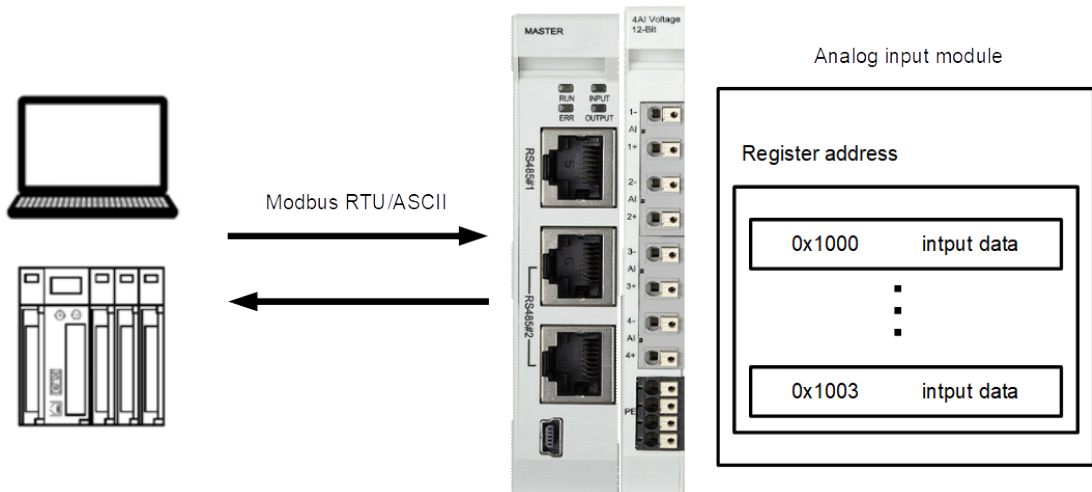 Modbus RTU/ASCII
MASTER
RUN INPUT
ERR OUTPUT
RS485#1
RS485#2
4AI Voltage
12-Bit
1-
AI
1+
2-
AI
2+
3-
AI
3+
4-
AI
4+
PE
Analog input module
Register address
0x1000 intput data
0x1003 intput data